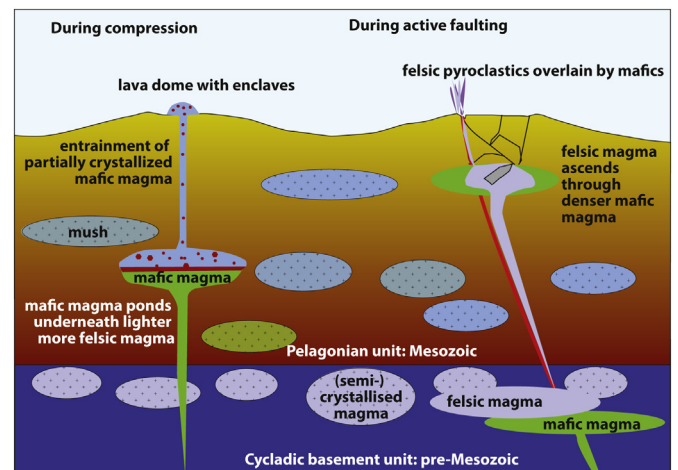 During compression
During active faulting
lava dome with enclaves
felsic pyroclastics overlain by mafics
entrainment of
partially crystallized
mafic magma
felsic magma
ascends
through
denser mafic
magma
mush
mafic magma
mafic magma ponds
underneath lighter
more felsic magma
Pelagonian unit: Mesozoic
(semi-)
crystallised
magma
felsic magma
mafic magma
Cycladic basement unit: pre-Mesozoic